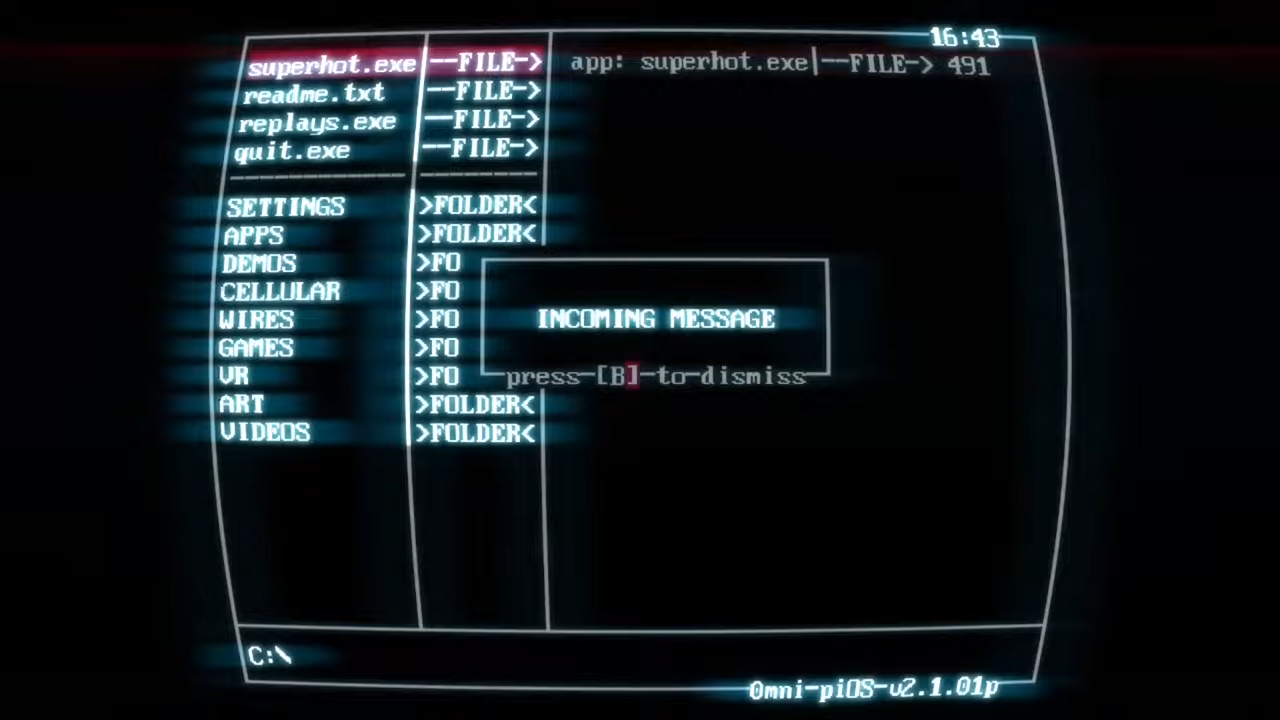 16:43
superhot.exe --FILE-> app: superhot.exe|--FILE-> 491
readme.txt --FILE->
replays.exe --FILE->
quit.exe --FILE->
SETTINGS >FOLDER<
APPS >FOLDER<
DEMOS >FO
CELLULAR >FO
WIRES >FO
INCOMING MESSAGE
GAMES >FO
VR >FO
press-[B]-to-dismiss
ART >FOLDER<
VIDEOS >FOLDER<
C:\
Omni-piOS-v2.1.01p